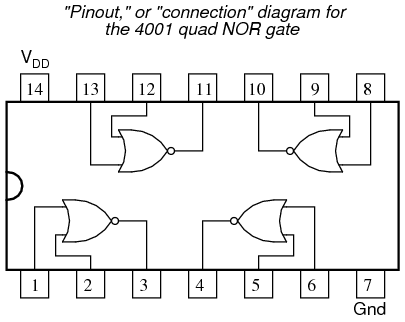 "Pinout," or "connection" diagram for
the 4001 quad NOR gate
VDD
14 13 12 11 10 9 8
1 2 3 4 5 6 7
Gnd